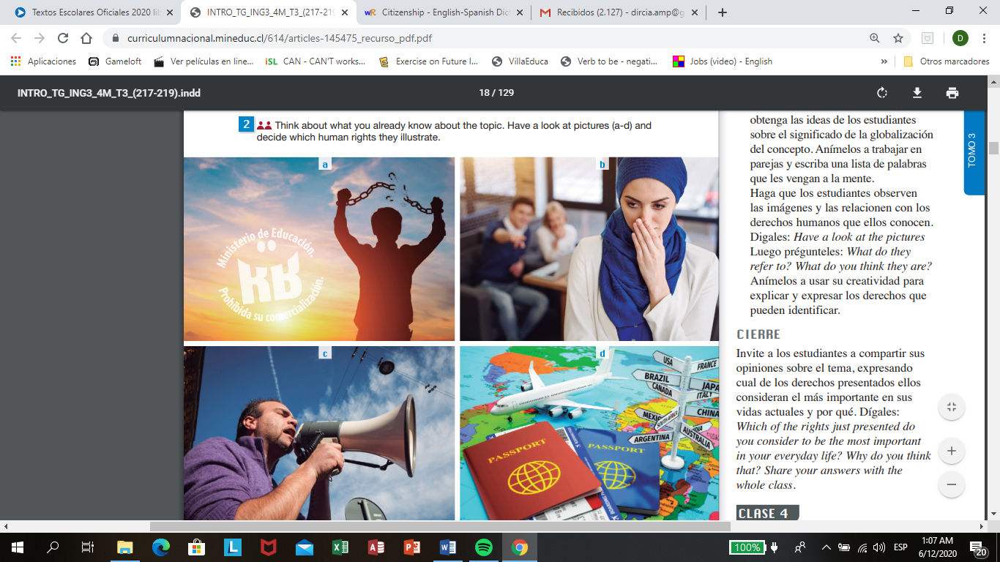 Textos Escolares Oficiales 2020 lib
INTRO_TG_ING3_4M_T3_(217-219
Citizenship - English-Spanish Dict
Recibidos (2.127) - dircia.amp@g
curriculumnacional.mineduc.cl/614/articles-145475_recurso_pdf.pdf
D
Aplicaciones
Gameloft
Ver películas en line...
iSL
CAN - CAN'T works...
Exercise on Future I...
VillaEduca
Verb to be - negati...
Jobs (video) - English
»
Otros marcadores
INTRO_TG_ING3_4M_T3_(217-219).indd
18 / 129
2
Think about what you already know about the topic. Have a look at pictures (a-d) and
decide which human rights they illustrate.
a
Ministerio de Educación.
Prohibida su comercialización.
b
c
d
USA
FRANCE
BRAZIL
JAPA
CANADA
ITALY
CHINA
MEXIC
SOUTH AFRICA
AUSTRALIA
ARGENTINA
PASSPORT
PASSPORT
BOARDING
obtenga las ideas de los estudiantes
sobre el significado de la globalización
del concepto. Anímelos a trabajar en
parejas y escriba una lista de palabras
que les vengan a la mente.
Haga que los estudiantes observen
las imágenes y las relacionen con los
derechos humanos que ellos conocen.
Digales: Have a look at the pictures
Luego prégunteles: What do they
refer to? What do you think they are?
Anímelos a usar su creatividad para
explicar y expresar los derechos que
pueden identificar.
CIERRE
Invite a los estudiantes a compartir sus
opiniones sobre el tema, expresando
cual de los derechos presentados ellos
consideran el más importante en sus
vidas actuales y por qué. Dígales:
Which of the rights just presented do
you consider to be the most important
in your everyday life? Why do you think
that? Share your answers with the
whole class.
CLASE 4
TOMO 3
100%
ESP
1:07 AM
6/12/2020
20